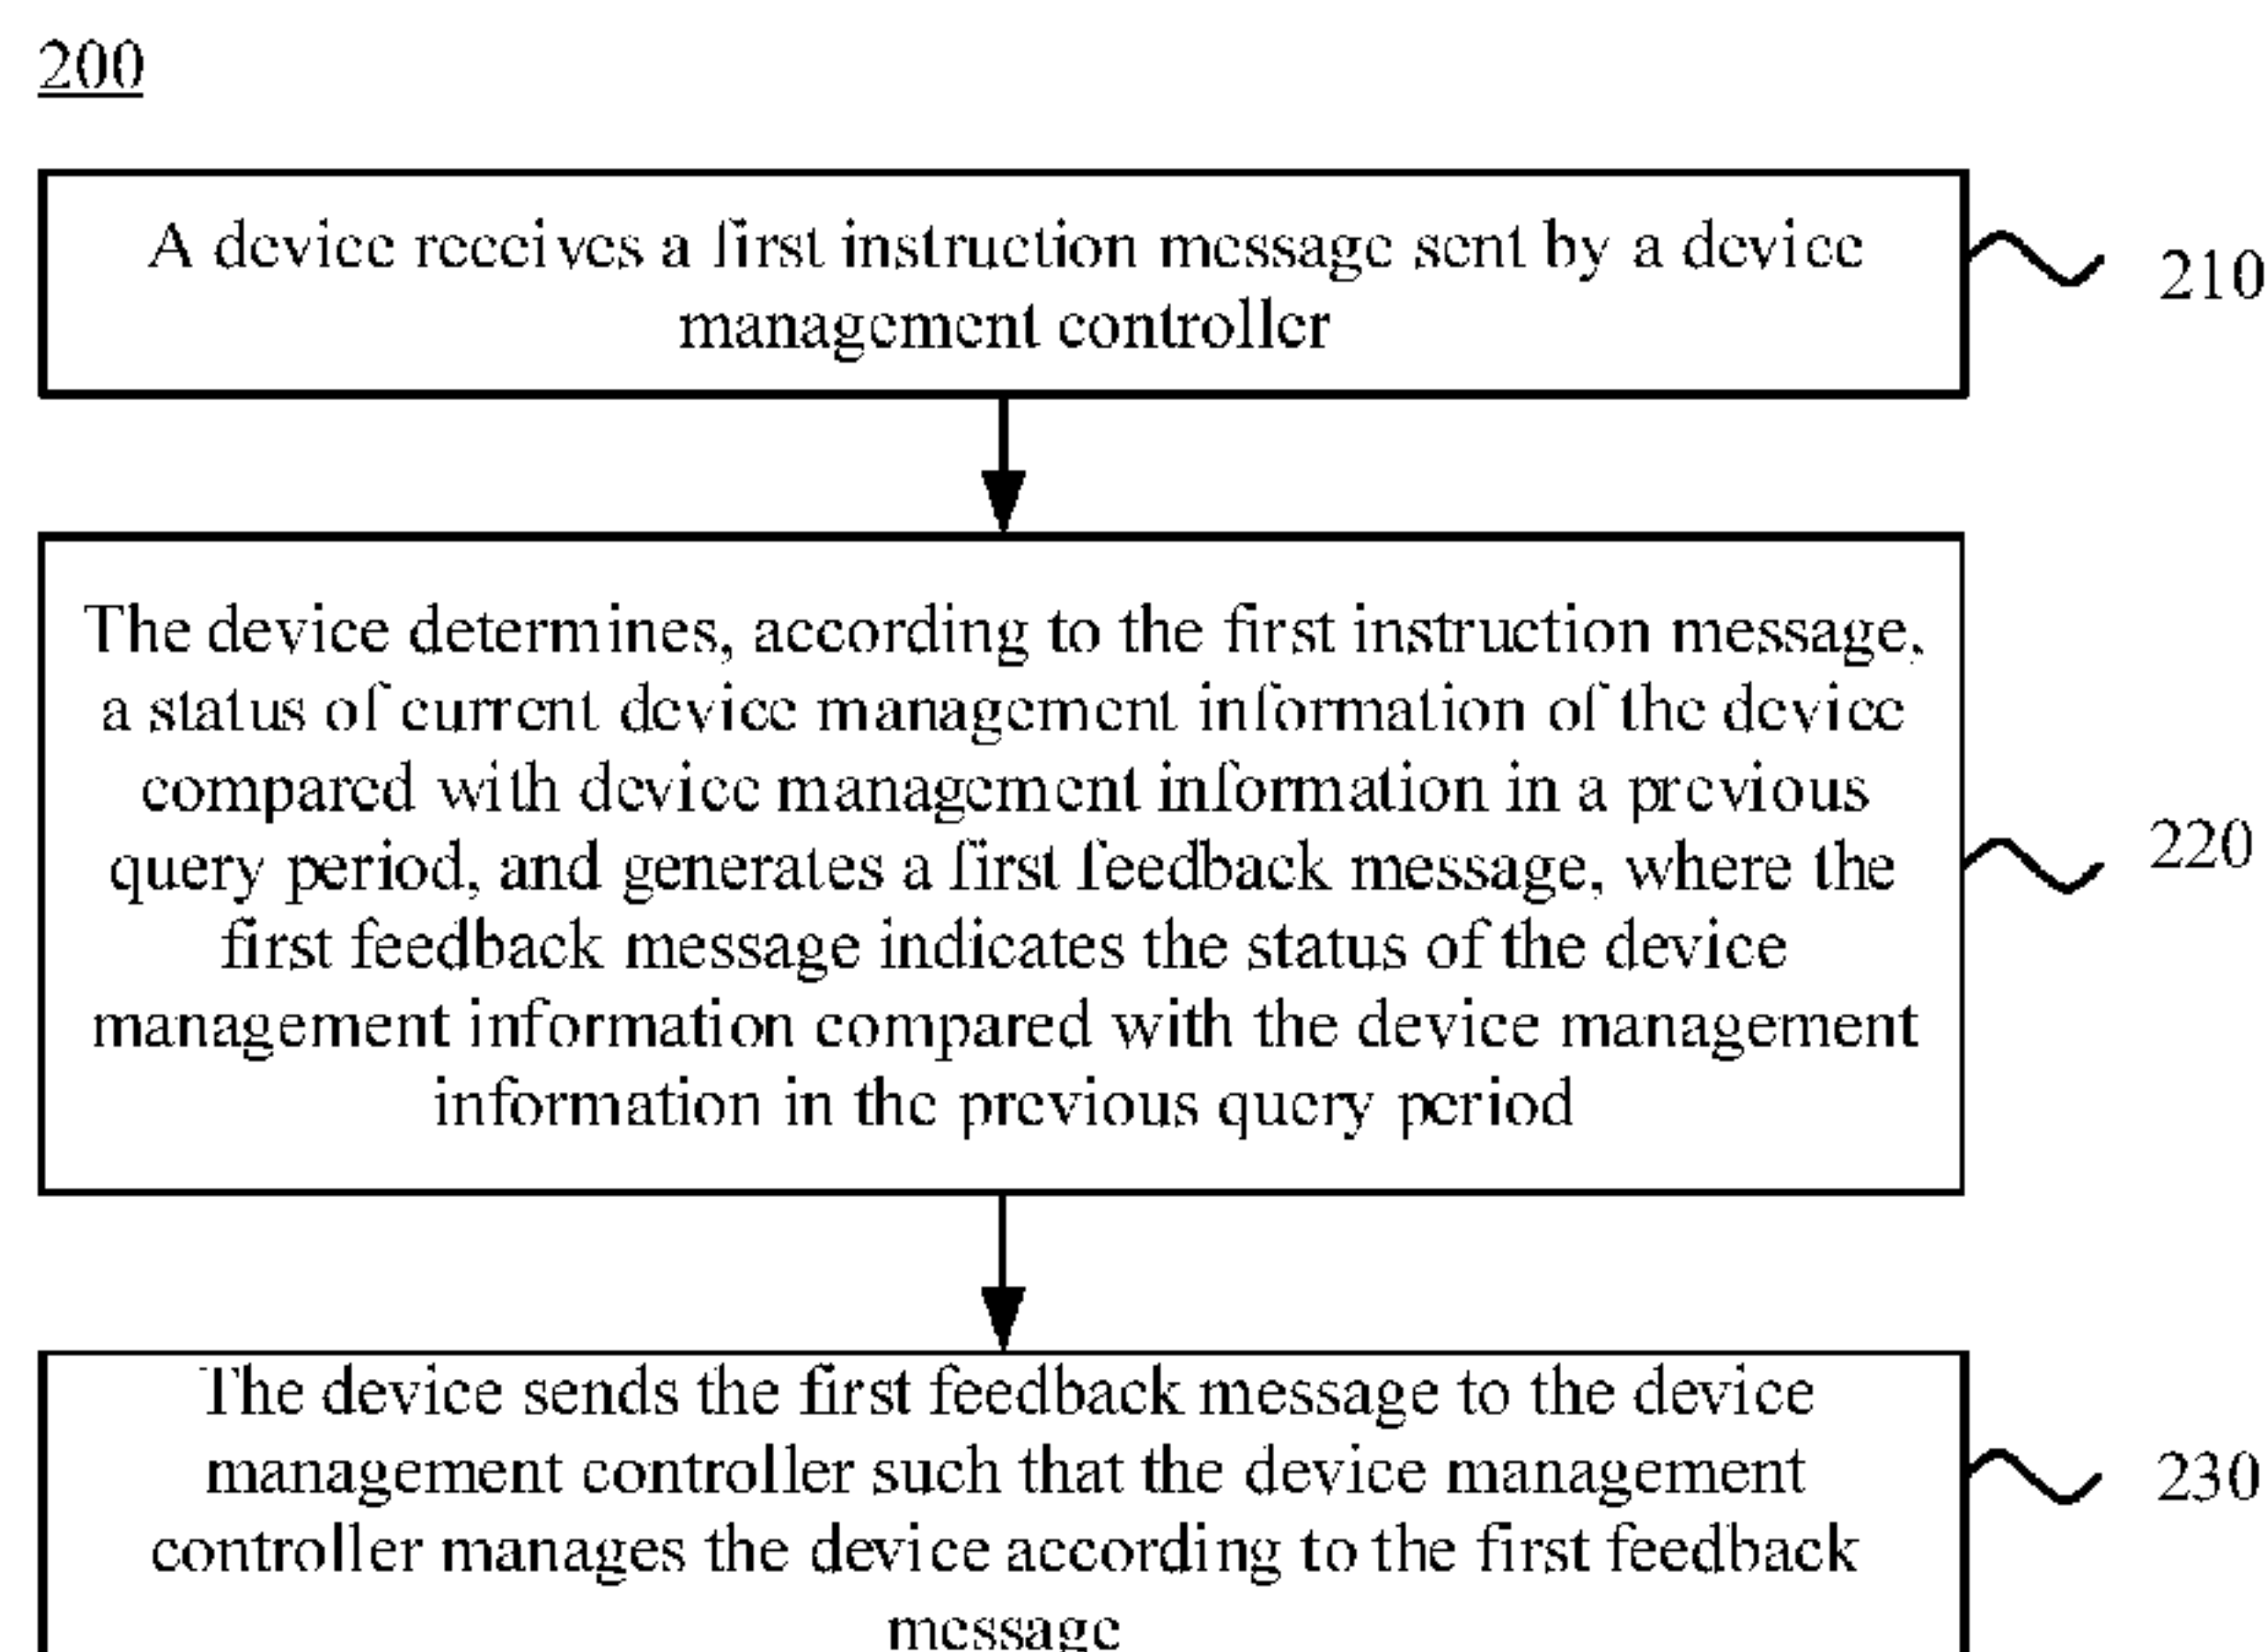 200
A device receives a first instruction message sent by a device
management controller
210
The device determines, according to the first instruction message,
a status of current device management information of the device
compared with device management information in a previous
query period, and generates a first feedback message, where the
first feedback message indicates the status of the device
management information compared with the device management
information in the previous query period
220
The device sends the first feedback message to the device
management controller such that the device management
controller manages the device according to the first feedback
message
230